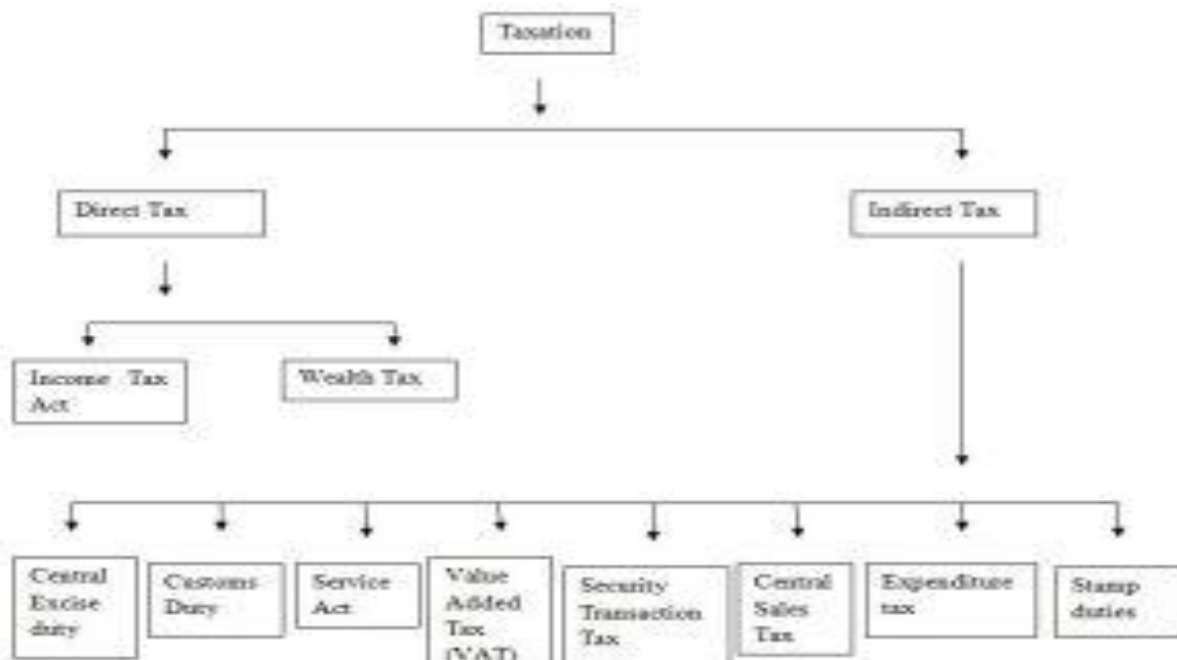 Taxation
Direct Tax
Indirect Tax
Income Tax
Act
Wealth Tax
Central
Excise
duty
Customs
Duty
Service
Act
Value
Added
Tax
(VAT)
Security
Transaction
Tax
Central
Sales
Tax
Expenditure
tax
Stamp
duties